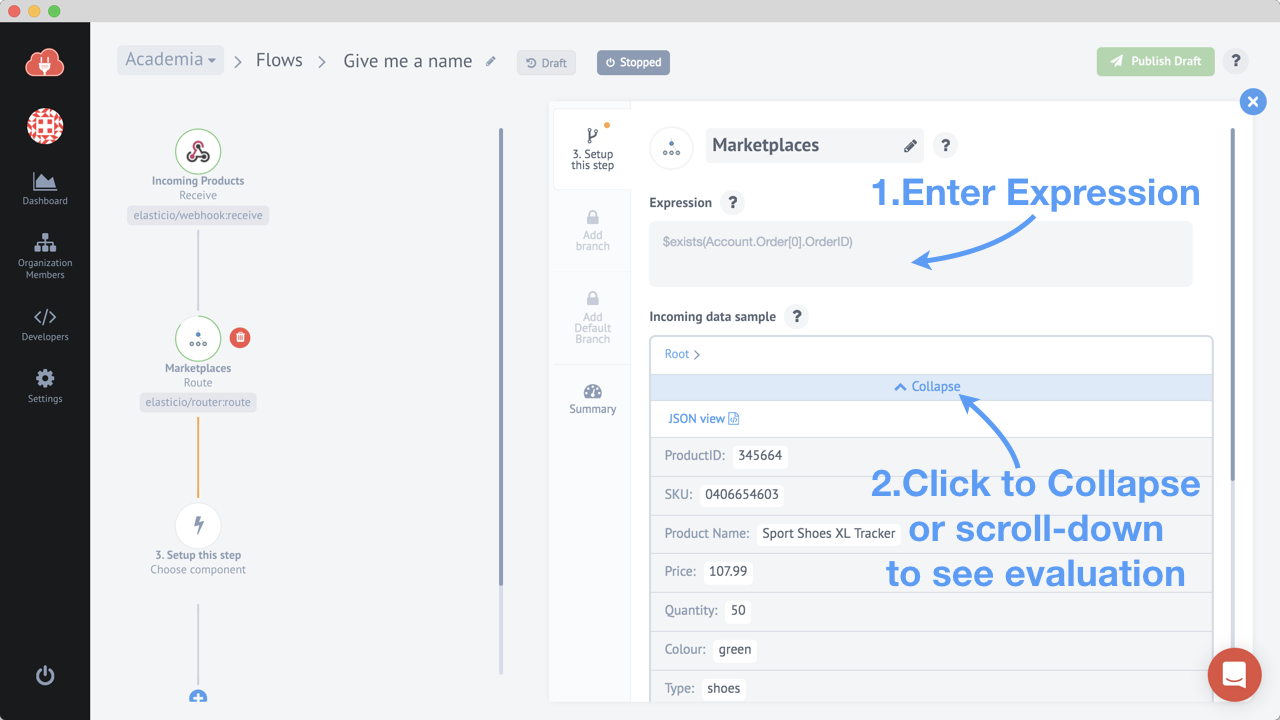 Academia
Flows
Give me a name
Draft
Stopped
Publish Draft
?
Dashboard
Organization
Members
Developers
Settings
Incoming Products
Receive
elasticio/webhook:receive
Marketplaces
Route
elasticio/router:route
3. Setup this step
Choose component
3. Setup
this step
Add
branch
Add
Default
Branch
Summary
Marketplaces
?
1.Enter Expression
Expression ?
$exists(Account.Order[0].OrderID)
Incoming data sample ?
Root >
Collapse
JSON view
ProductID: 345664
SKU: 0406654603
Product Name: Sport Shoes XL Tracker
Price: 107.99
Quantity: 50
Colour: green
Type: shoes
2.Click to Collapse
or scroll-down
to see evaluation